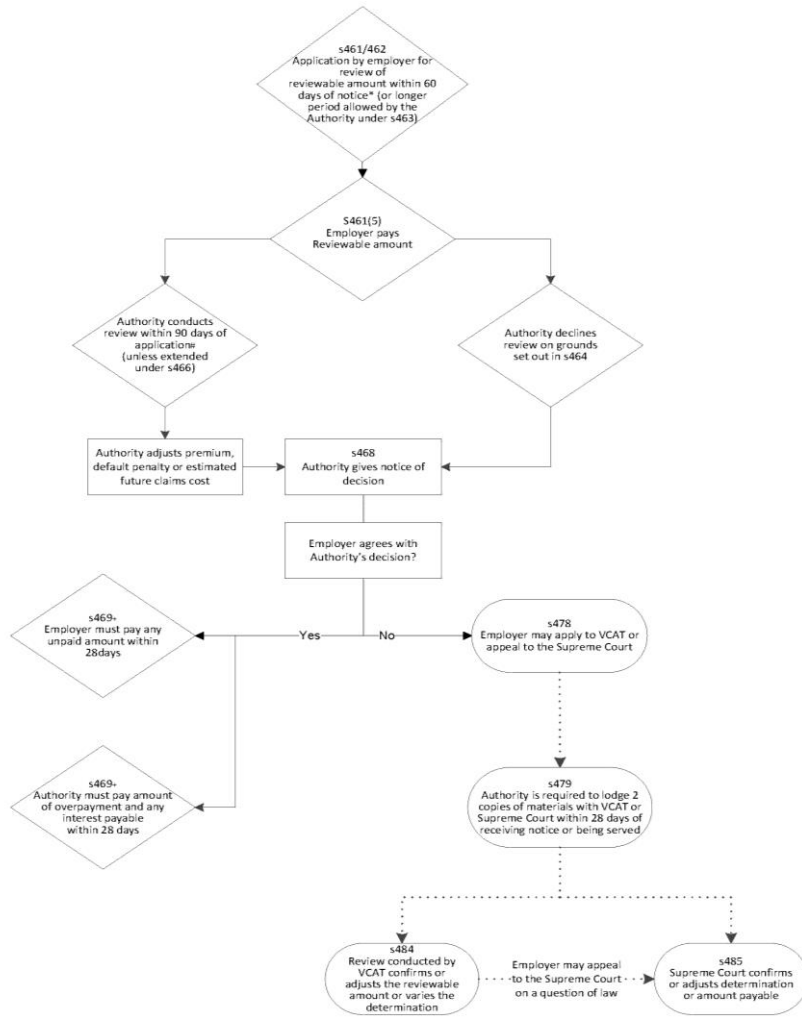 s461/462
Application by employer for
review of
reviewable amount within 60
days of notice* (or longer
period allowed by the
Authority under s463)
S461(5)
Employer pays
Reviewable amount
Authority conducts
review within 90 days of
application#
(unless extended
under s466)
Authority declines
review on grounds
set out in s464
Authority adjusts premium,
default penalty or estimated
future claims cost
s468
Authority gives notice of
decision
Employer agrees with
Authority's decision?
s469+
Employer must pay any
unpaid amount within
28days
Yes
No
s478
Employer may apply to VCAT or
appeal to the Supreme Court
s469+
Authority must pay amount
of overpayment and any
interest payable
within 28 days
s479
Authority is required to lodge 2
copies of materials with VCAT or
Supreme Court within 28 days of
receiving notice or being served
s484
Review conducted by
VCAT confirms or
adjusts the reviewable
amount or varies the
determination
Employer may appeal
to the Supreme Court
on a question of law
s485
Supreme Court confirms
or adjusts determination
or amount payable